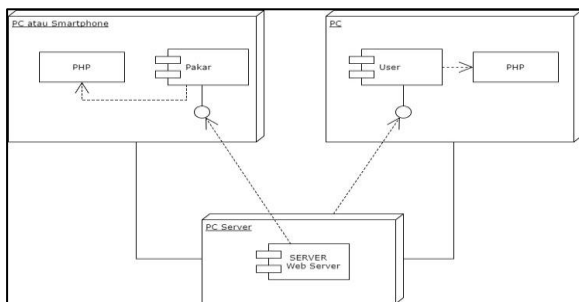 PC atau Smartphone
PHP
Pakar
PC
User
PHP
PC Server
SERVER
Web Server